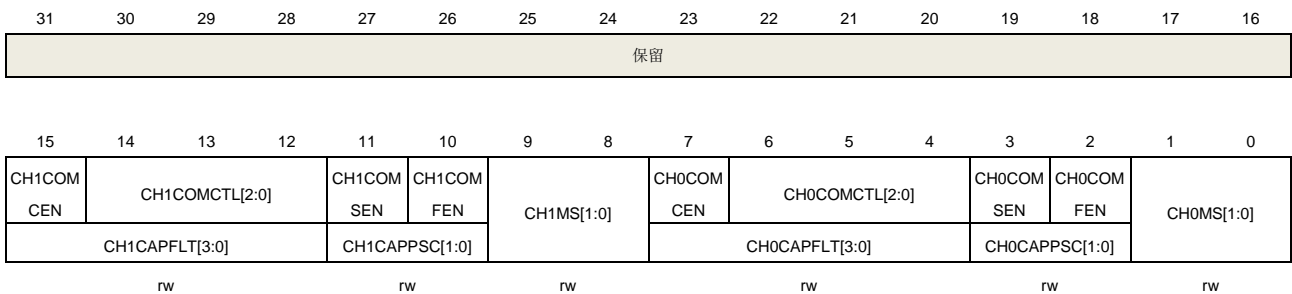 31 30 29 28 27 26 25 24 23 22 21 20 19 18 17 16
保留
15 14 13 12 11 10 9 8 7 6 5 4 3 2 1 0
CH1COM CEN CH1COMCTL[2:0] CH1COM SEN CH1COM FEN CH1MS[1:0] CH0COM CEN CH0COMCTL[2:0] CH0COM SEN CH0COM FEN CH0MS[1:0]
CH1CAPFLT[3:0] CH1CAPPSC[1:0] CH0CAPFLT[3:0] CH0CAPPSC[1:0]
rw rw rw rw rw rw